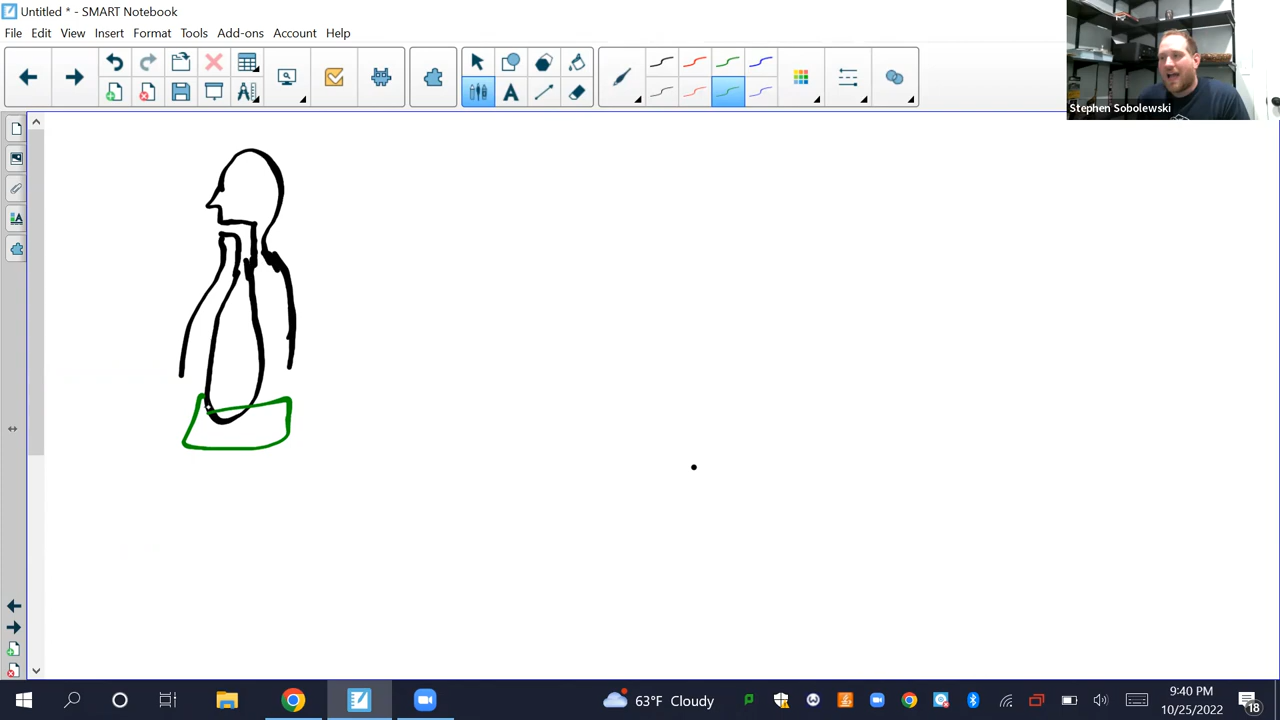 Untitled * - SMART Notebook
File Edit View Insert Format Tools Add-ons Account Help
Stephen Sobolewski
63°F Cloudy
9:40 PM
10/25/2022
18